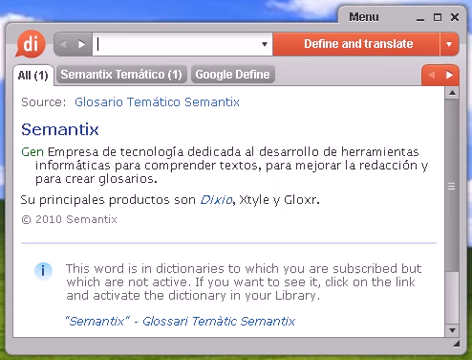 Menu
di
Define and translate
All (1)
Semantix Temático (1)
Google Define
Source: Glosario Temático Semantix
Semantix
Gen Empresa de tecnología dedicada al desarrollo de herramientas
informáticas para comprender textos, para mejorar la redacción y
para crear glosarios.
Su principales productos son Dixio, Xtyle y Gloxr.
© 2010 Semantix
i
This word is in dictionaries to which you are subscribed but
which are not active. If you want to see it, click on the link
and activate the dictionary in your Library.
"Semantix" - Glossari Temàtic Semantix